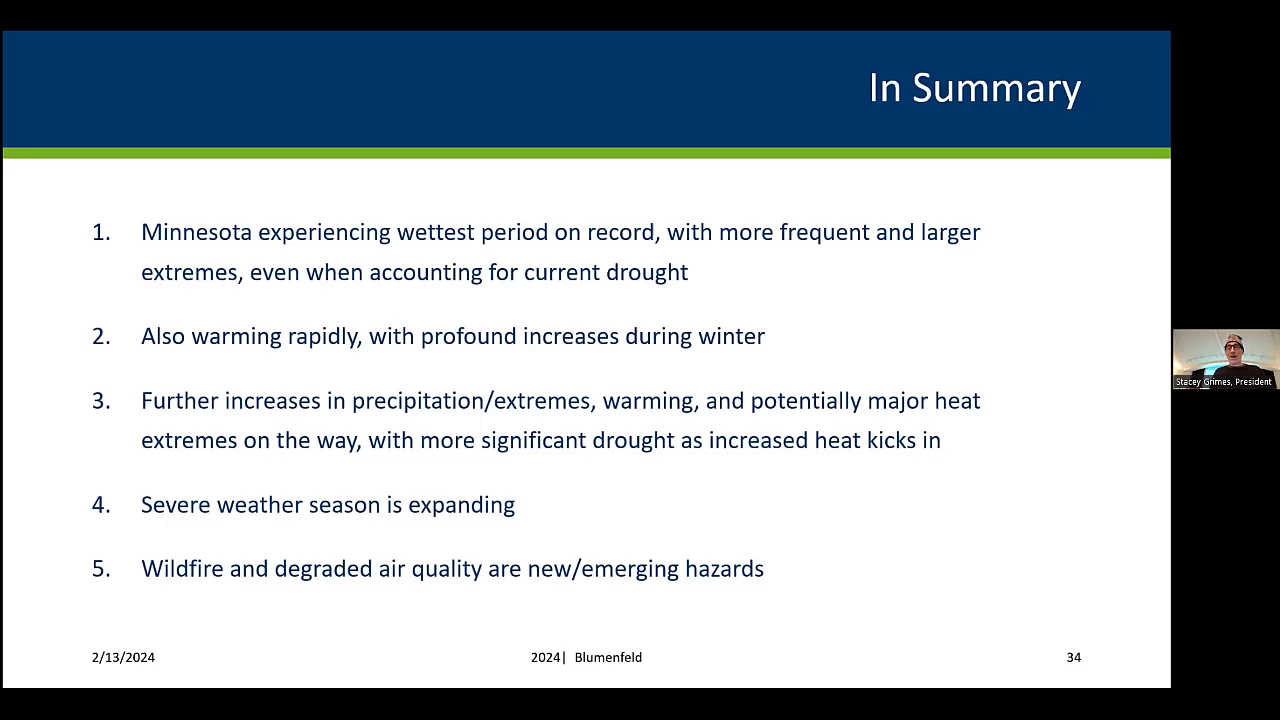 In Summary
1. Minnesota experiencing wettest period on record, with more frequent and larger
extremes, even when accounting for current drought
2. Also warming rapidly, with profound increases during winter
3. Further increases in precipitation/extremes, warming, and potentially major heat
extremes on the way, with more significant drought as increased heat kicks in
4. Severe weather season is expanding
5. Wildfire and degraded air quality are new/emerging hazards
Stacey Grimes, President
2/13/2024 2024| Blumenfeld 34